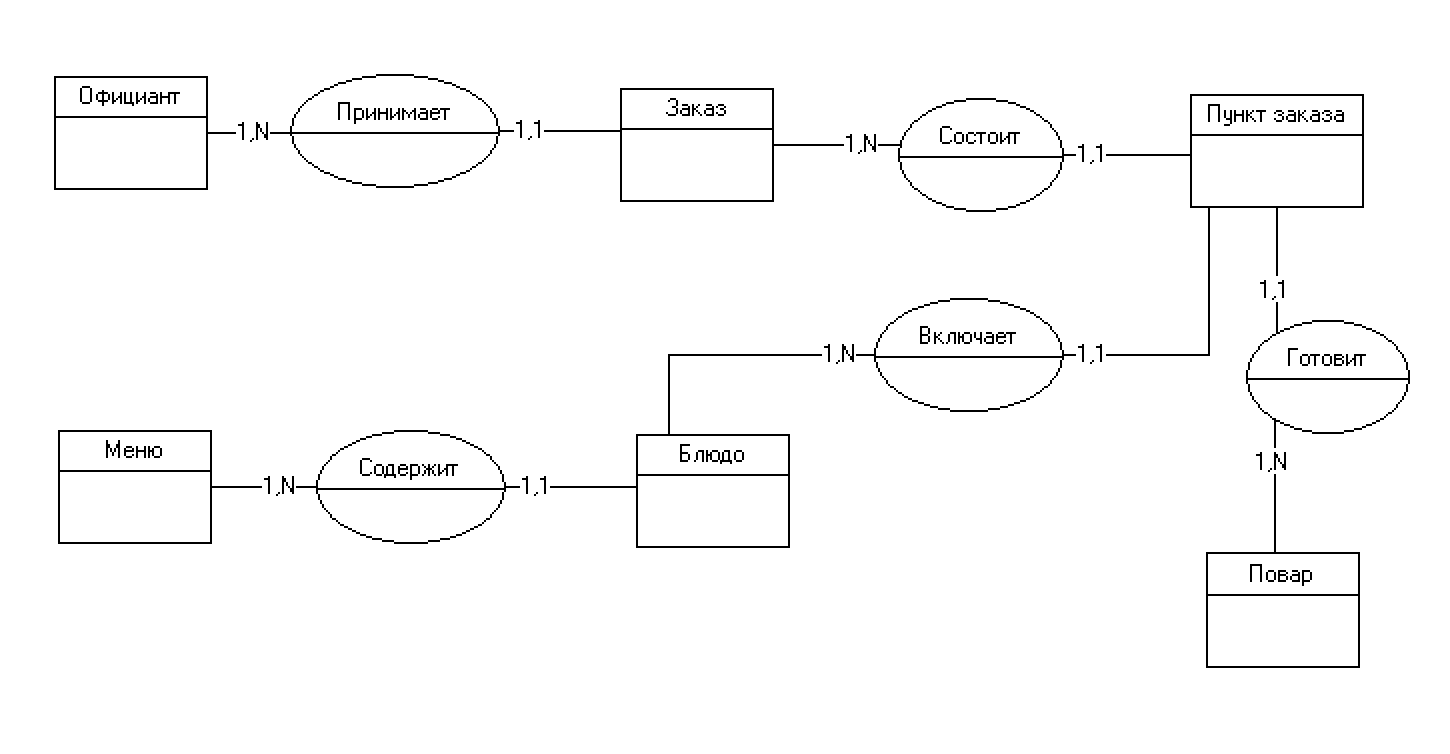 Официант
1,N
Принимает
1,1
Заказ
1,N
Состоит
1,1
Пункт заказа
1,1
1,N
Включает
1,1
Готовит
Меню
1,N
Содержит
1,1
Блюдо
1,N
Повар